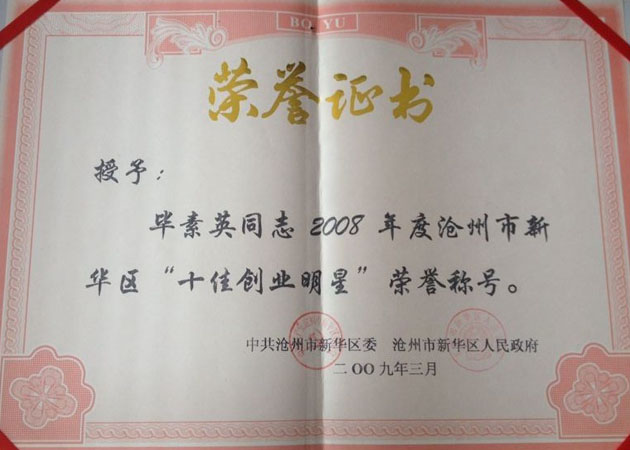 BO YU
荣誉证书
授予：
毕素英同志 2008 年度沧州市新
华区“十佳创业明星”荣誉称号。
中共沧州市新华区委 沧州市新华区人民政府
二OO九年三月